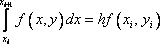 ∫_{x_i}^{x_{i+1}} f(x, y)dx = hf(x_i, y_i)